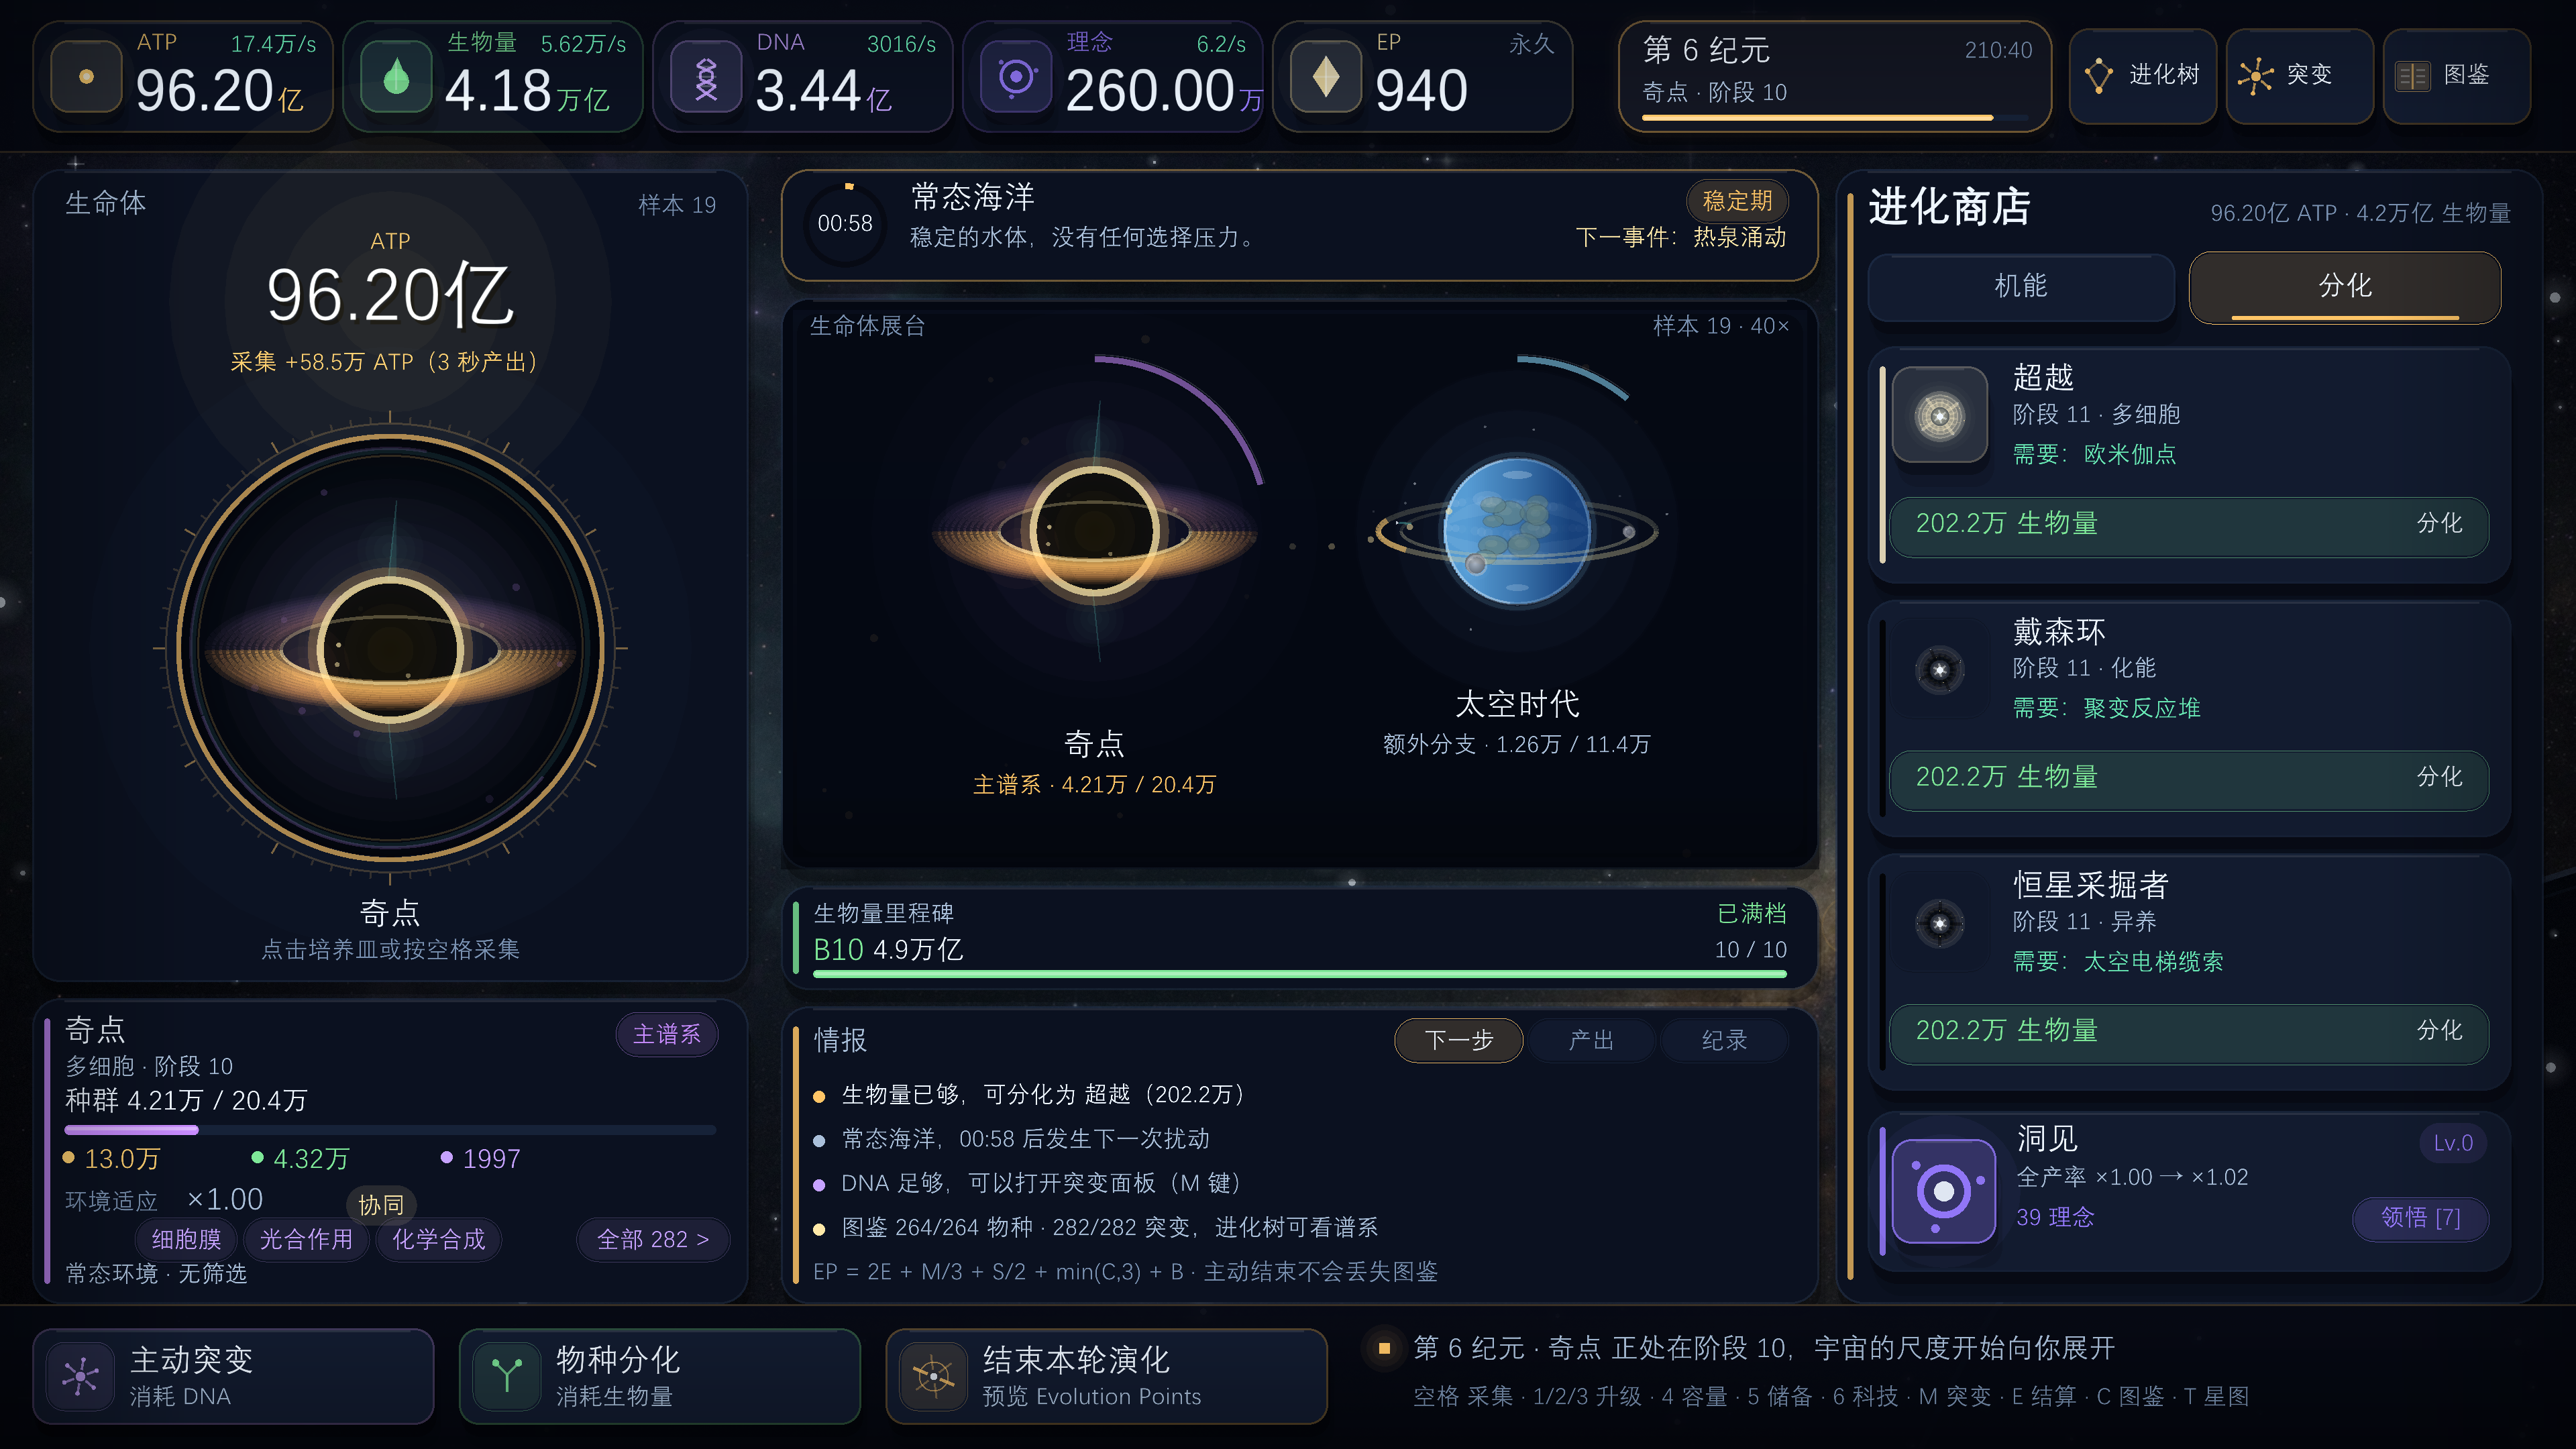 ATP 17.4万/s
96.20亿
生物量 5.62万/s
4.18万亿
DNA 3016/s
3.44亿
理念 6.2/s
260.00万
EP 永久
940
第 6 纪元 210:40
奇点 · 阶段 10
进化树
突变
图鉴
生命体 样本 19
ATP
96.20亿
采集 +58.5万 ATP（3 秒产出）
奇点
点击培养皿或按空格采集
奇点 主谱系
多细胞 · 阶段 10
种群 4.21万 / 20.4万
13.0万 4.32万 1997
环境适应 ×1.00 协同
细胞膜 光合作用 化学合成 全部 282 >
常态环境 · 无筛选
00:58
常态海洋 稳定期
稳定的水体，没有任何选择压力。 下一事件：热泉涌动
生命体展台 样本 19 · 40×
奇点
主谱系 · 4.21万 / 20.4万
太空时代
额外分支 · 1.26万 / 11.4万
生物量里程碑 已满档
B10 4.9万亿 10 / 10
情报 下一步 产出 纪录
生物量已够，可分化为 超越（202.2万）
常态海洋，00:58 后发生下一次扰动
DNA 足够，可以打开突变面板（M 键）
图鉴 264/264 物种 · 282/282 突变，进化树可看谱系
EP = 2E + M/3 + S/2 + min(C,3) + B · 主动结束不会丢失图鉴
进化商店 96.20亿 ATP · 4.2万亿 生物量
机能 分化
超越
阶段 11 · 多细胞
需要：欧米伽点
202.2万 生物量 分化
戴森环
阶段 11 · 化能
需要：聚变反应堆
202.2万 生物量 分化
恒星采掘者
阶段 11 · 异养
需要：太空电梯缆索
202.2万 生物量 分化
洞见 Lv.0
全产率 ×1.00 → ×1.02
39 理念 领悟 [7]
主动突变
消耗 DNA
物种分化
消耗生物量
结束本轮演化
预览 Evolution Points
第 6 纪元 · 奇点 正处在阶段 10，宇宙的尺度开始向你展开
空格 采集 · 1/2/3 升级 · 4 容量 · 5 储备 · 6 科技 · M 突变 · E 结算 · C 图鉴 · T 星图